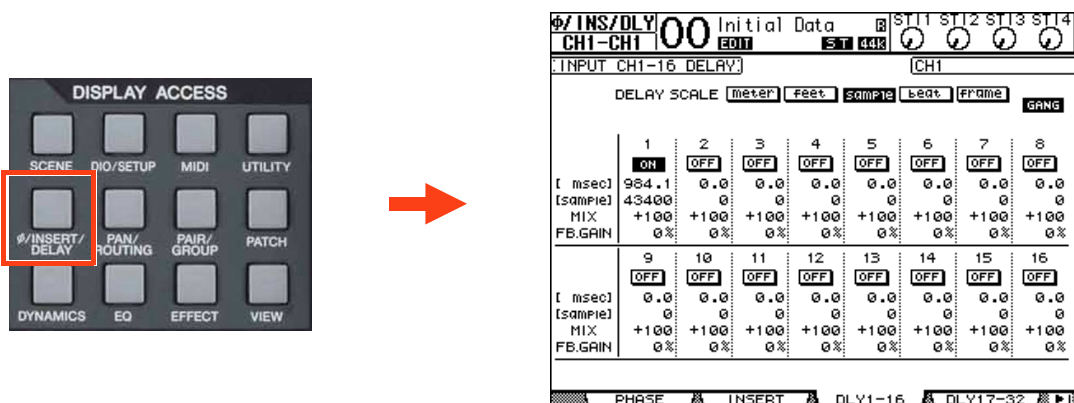 DISPLAY ACCESS
SCENE DIO/SETUP MIDI UTILITY
ø/INSERT/ DELAY PAN/ ROUTING PAIR/ GROUP PATCH
DYNAMICS EQ EFFECT VIEW
ø/INS/DLY 00 Initial Data ST11 ST12 ST13 ST14
CH1-CH1 EDIT ST 44K
INPUT CH1-16 DELAY CH1
DELAY SCALE meter feet sample beat frame GANG
1 2 3 4 5 6 7 8
ON OFF OFF OFF OFF OFF OFF OFF
[ msec] 984.1 0.0 0.0 0.0 0.0 0.0 0.0 0.0
[sample] 43400 0 0 0 0 0 0 0
MIX +100 +100 +100 +100 +100 +100 +100 +100
FB.GAIN 0% 0% 0% 0% 0% 0% 0% 0%
9 10 11 12 13 14 15 16
OFF OFF OFF OFF OFF OFF OFF OFF
[ msec] 0.0 0.0 0.0 0.0 0.0 0.0 0.0 0.0
[sample] 0 0 0 0 0 0 0 0
MIX +100 +100 +100 +100 +100 +100 +100 +100
FB.GAIN 0% 0% 0% 0% 0% 0% 0% 0%
PHASE INSERT DLY1-16 DLY17-32